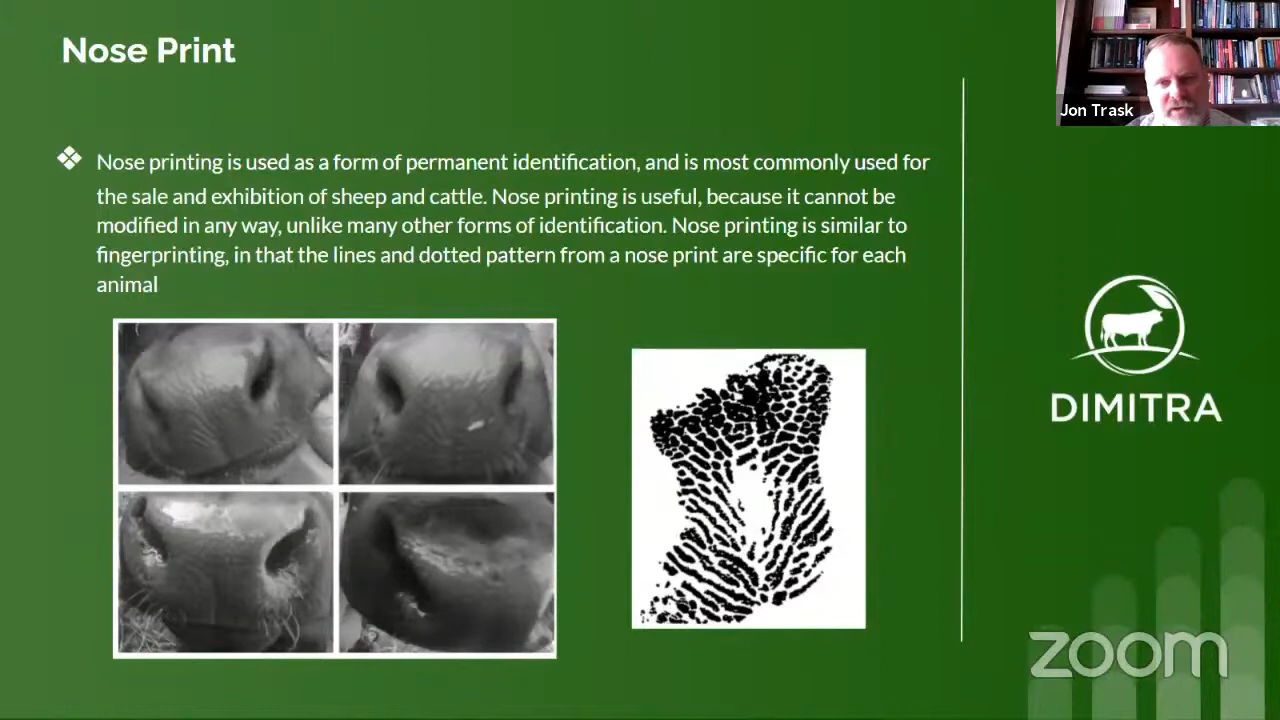 Nose Print
Jon Trask
❖ Nose printing is used as a form of permanent identification, and is most commonly used for
the sale and exhibition of sheep and cattle. Nose printing is useful, because it cannot be
modified in any way, unlike many other forms of identification. Nose printing is similar to
fingerprinting, in that the lines and dotted pattern from a nose print are specific for each
animal
DIMITRA
zoom